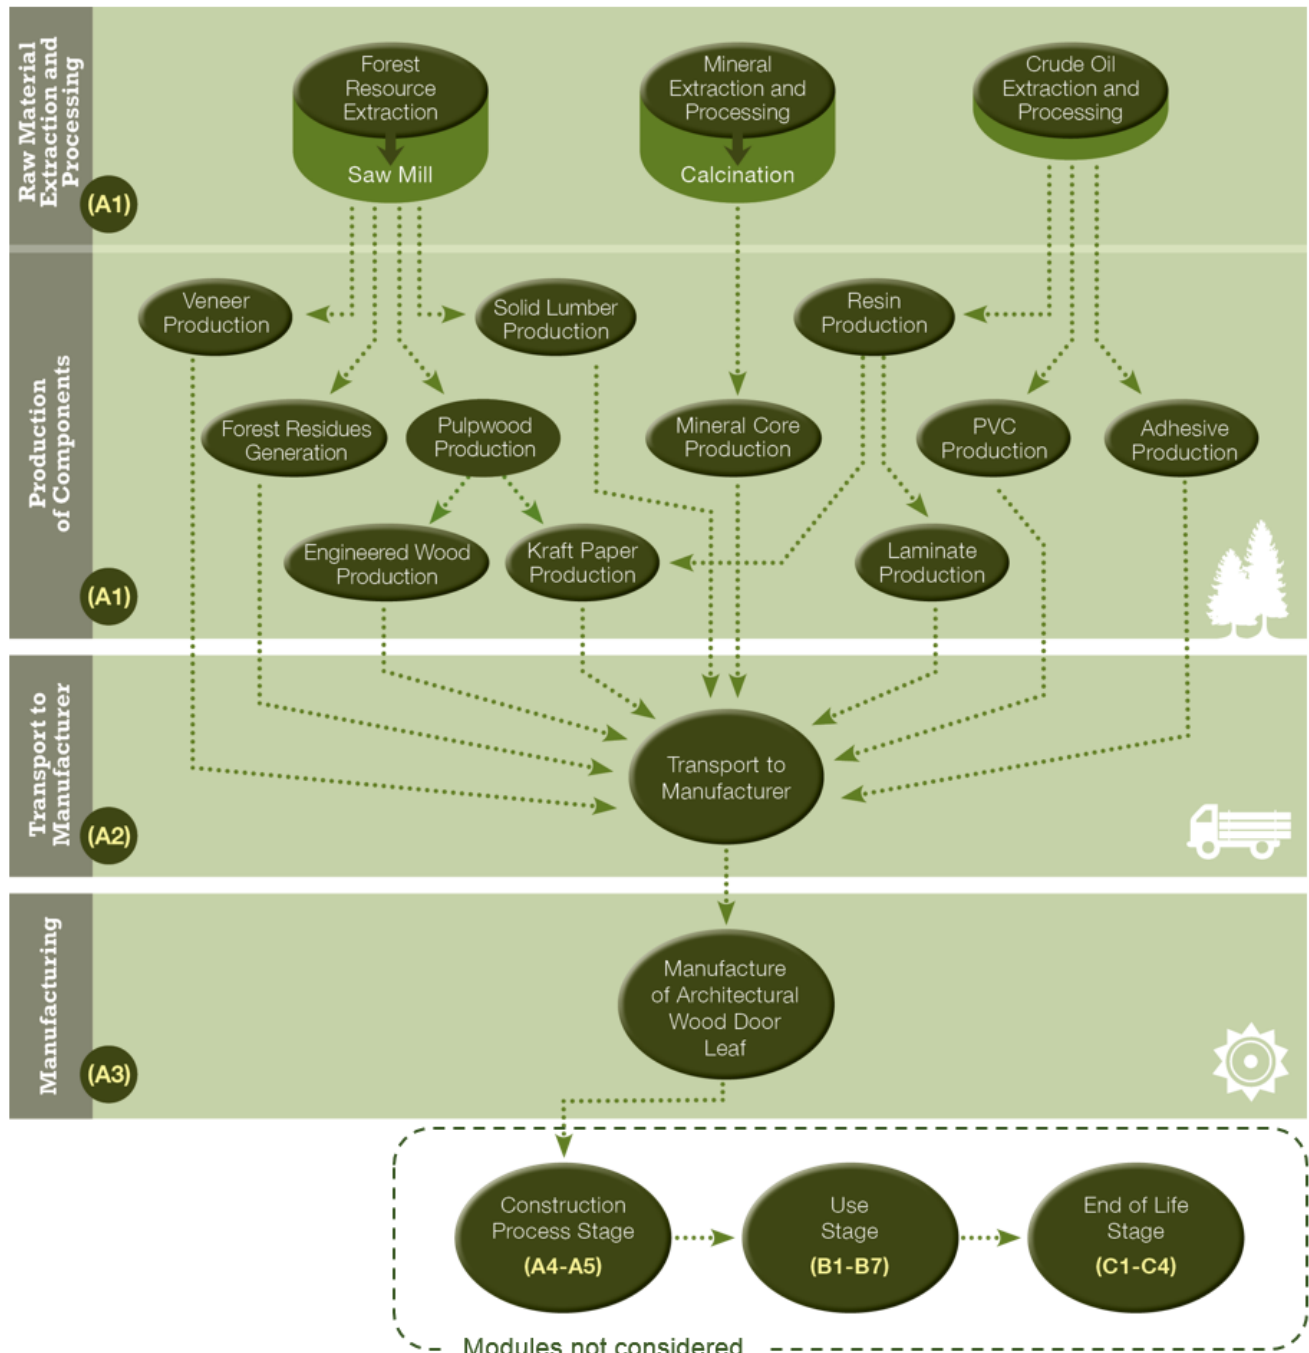 Raw Material
Extraction and
Processing
(A1)
Forest
Resource
Extraction
Saw Mill
Mineral
Extraction and
Processing
Calcination
Crude Oil
Extraction and
Processing
Production
of Components
(A1)
Veneer
Production
Solid Lumber
Production
Resin
Production
Forest Residues
Generation
Pulpwood
Production
Mineral Core
Production
PVC
Production
Adhesive
Production
Engineered Wood
Production
Kraft Paper
Production
Laminate
Production
Transport to
Manufacturer
(A2)
Transport to
Manufacturer
Manufacturing
(A3)
Manufacture
of Architectural
Wood Door
Leaf
Construction
Process Stage
(A4-A5)
Use
Stage
(B1-B7)
End of Life
Stage
(C1-C4)
Modules not considered